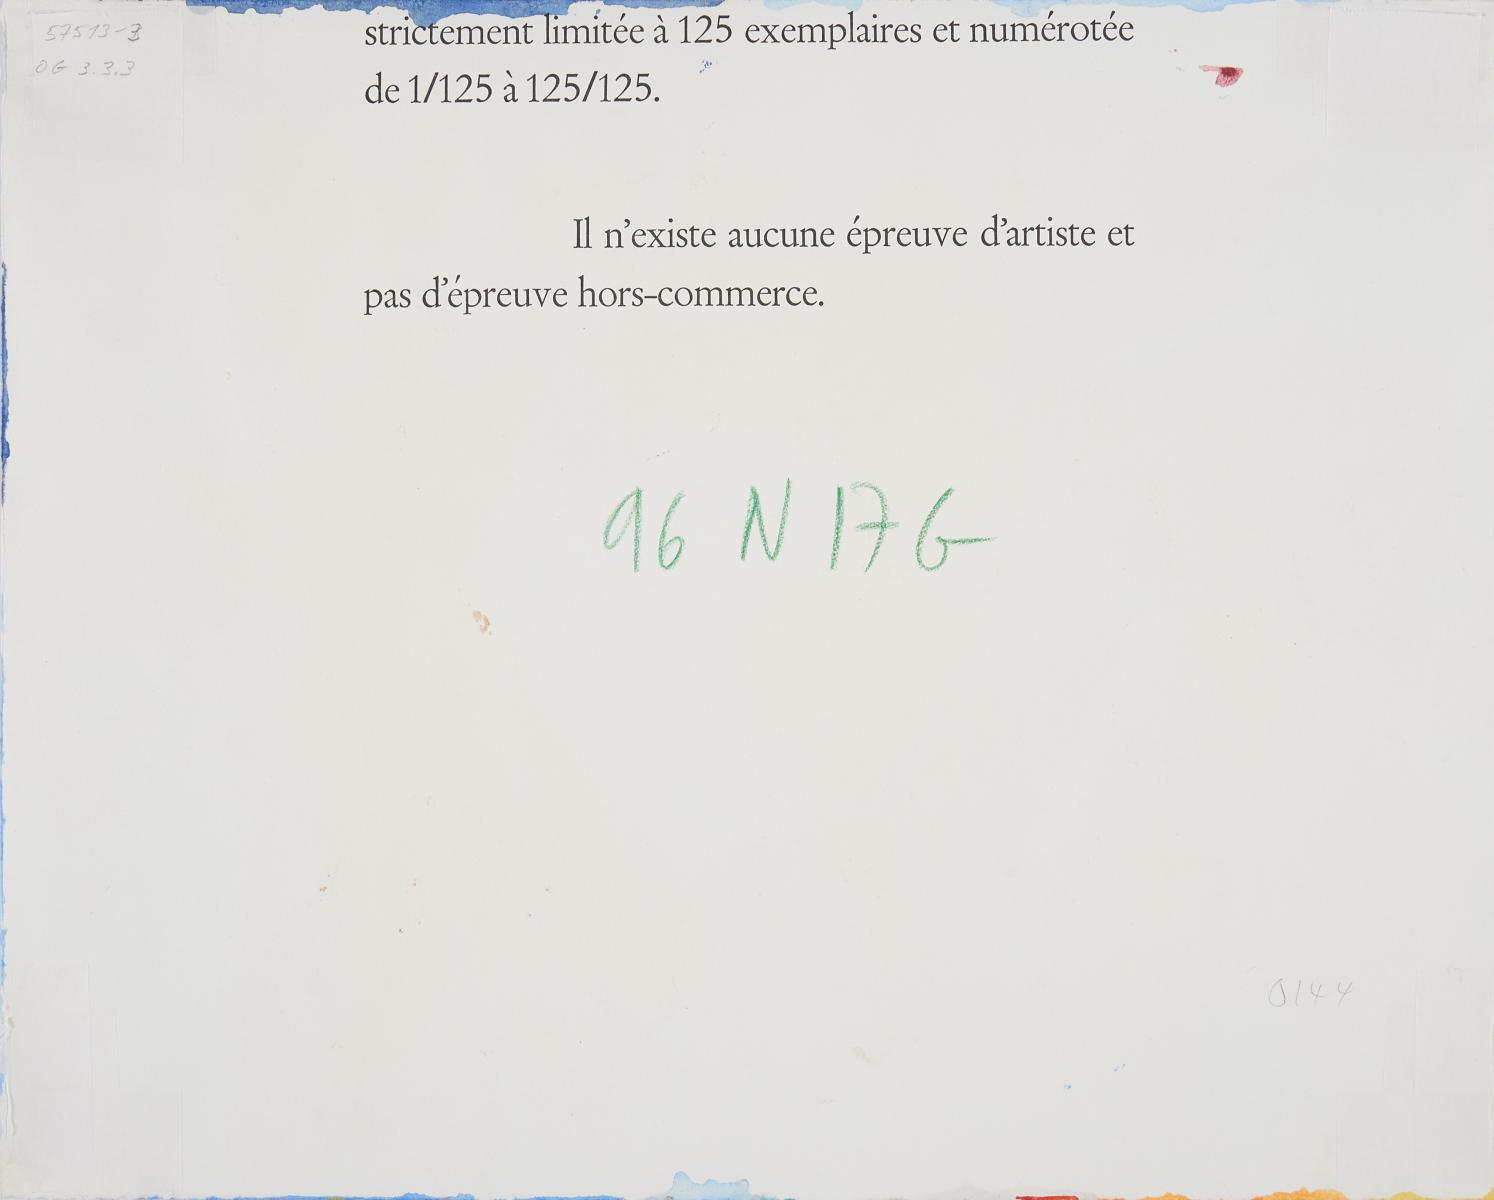 57513-3
OG 3.3.3
strictement limitée à 125 exemplaires et numérotée
de 1/125 à 125/125.
Il n'existe aucune épreuve d'artiste et
pas d'épreuve hors-commerce.
96 N 17 G
0144